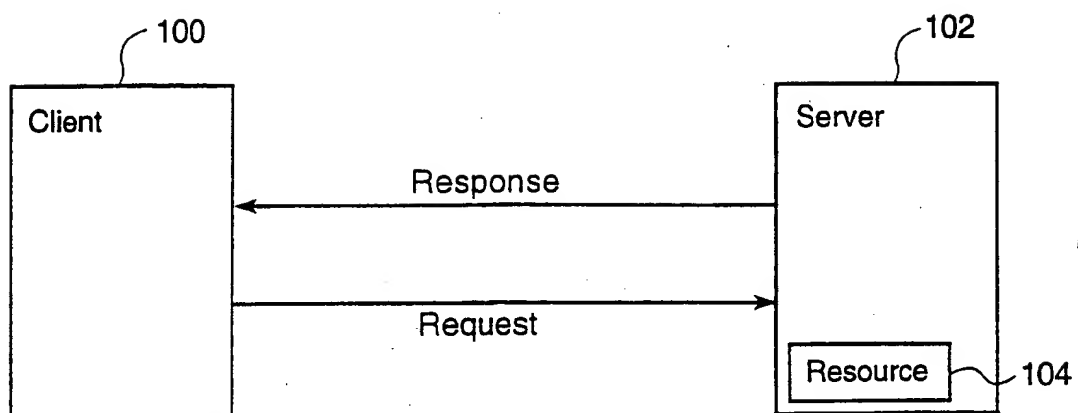 100
102
Client
Server
Response
Request
Resource
104